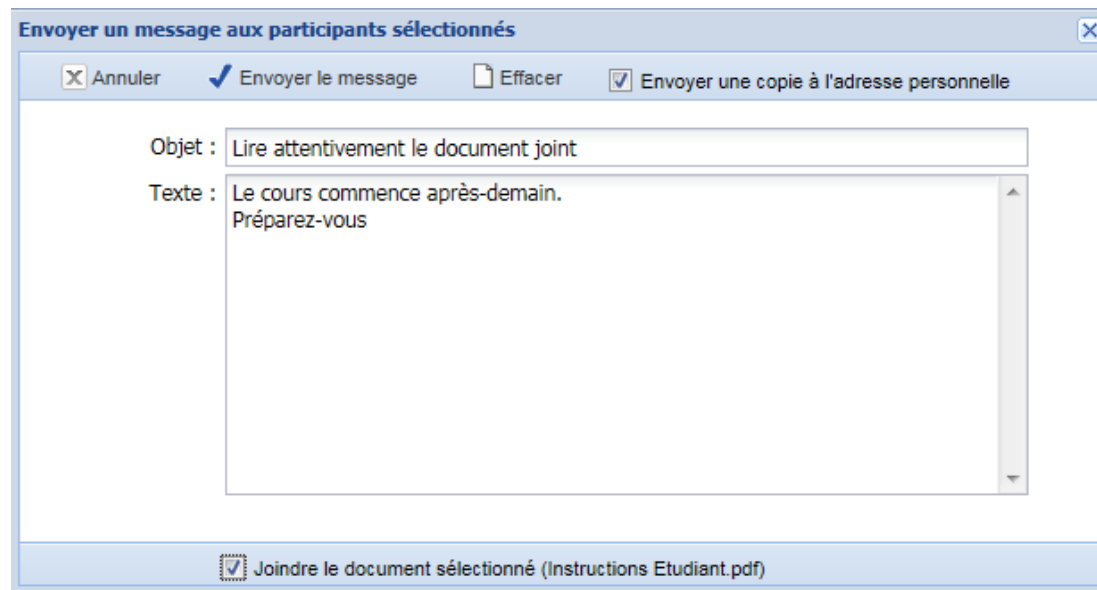 Envoyer un message aux participants sélectionnés
Annuler Envoyer le message Effacer Envoyer une copie à l'adresse personnelle
Objet : Lire attentivement le document joint
Texte : Le cours commence après-demain.
Préparez-vous
Joindre le document sélectionné (Instructions Etudiant.pdf)